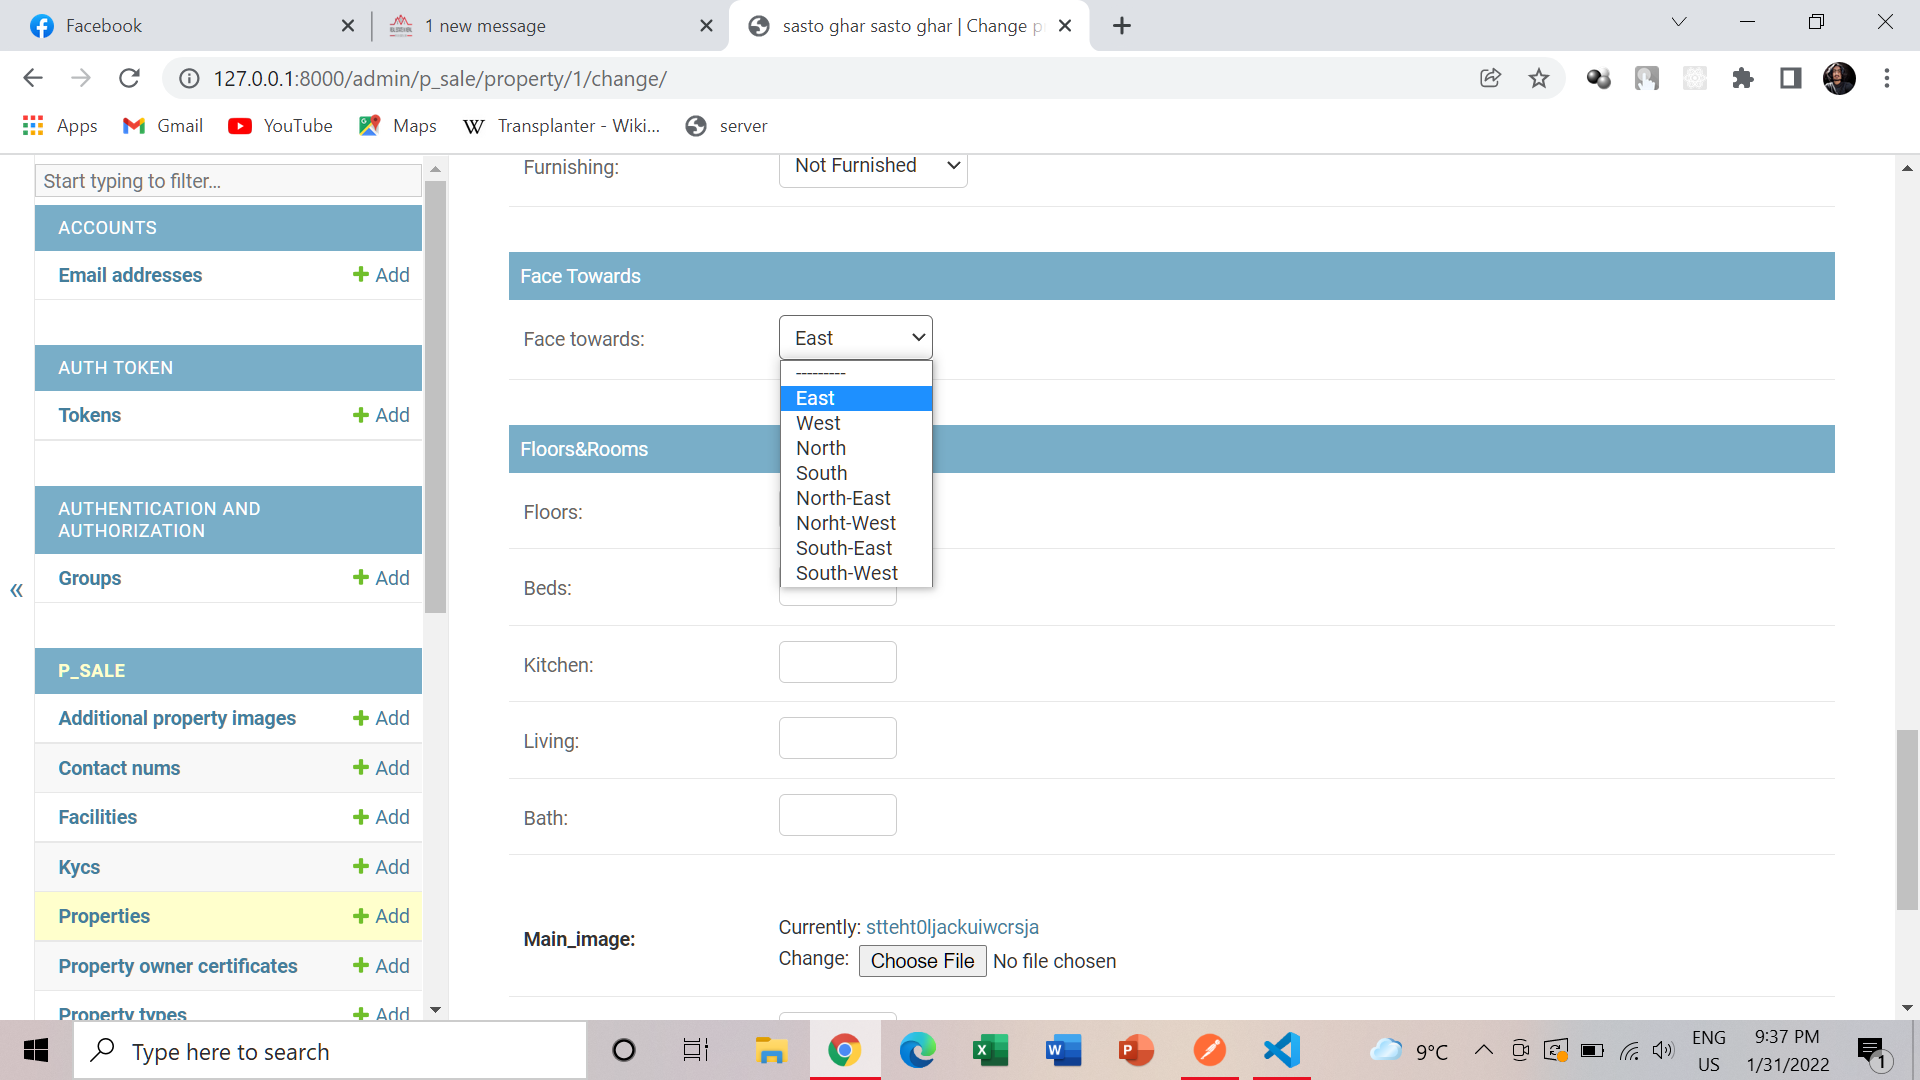 Facebook
1 new message
sasto ghar sasto ghar | Change p
127.0.0.1:8000/admin/p_sale/property/1/change/
Apps
Gmail
YouTube
Maps
W Transplanter - Wiki...
server
Start typing to filter...
ACCOUNTS
Email addresses
Add
AUTH TOKEN
Tokens
Add
AUTHENTICATION AND
AUTHORIZATION
Groups
Add
«
P_SALE
Additional property images
Add
Contact nums
Add
Facilities
Add
Kycs
Add
Properties
Add
Property owner certificates
Add
Property types
Add
Furnishing:
Not Furnished
Face Towards
Face towards:
East
---------
East
West
North
South
North-East
Norht-West
South-East
South-West
Floors&Rooms
Floors:
Beds:
Kitchen:
Living:
Bath:
Main_image:
Currently: stteht0ljackuiwcrsja
Change: Choose File No file chosen
Type here to search
9°C
ENG
US
9:37 PM
1/31/2022
1